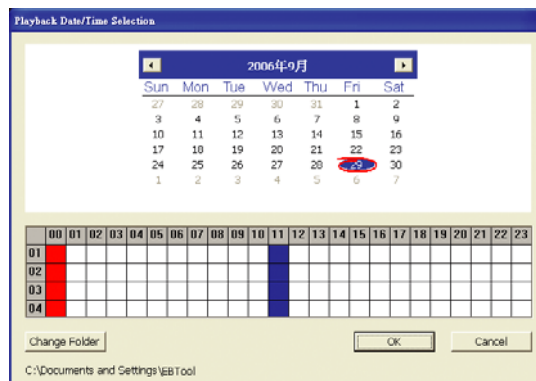 Playback Date/Time Selection
2006年9月
Sun Mon Tue Wed Thu Fri Sat
27 28 29 30 31 1 2
3 4 5 6 7 8 9
10 11 12 13 14 15 16
17 18 19 20 21 22 23
24 25 26 27 28 29 30
1 2 3 4 5 6 7
00 01 02 03 04 05 06 07 08 09 10 11 12 13 14 15 16 17 18 19 20 21 22 23
01
02
03
04
Change Folder OK Cancel
C:\Documents and Settings\EBTool